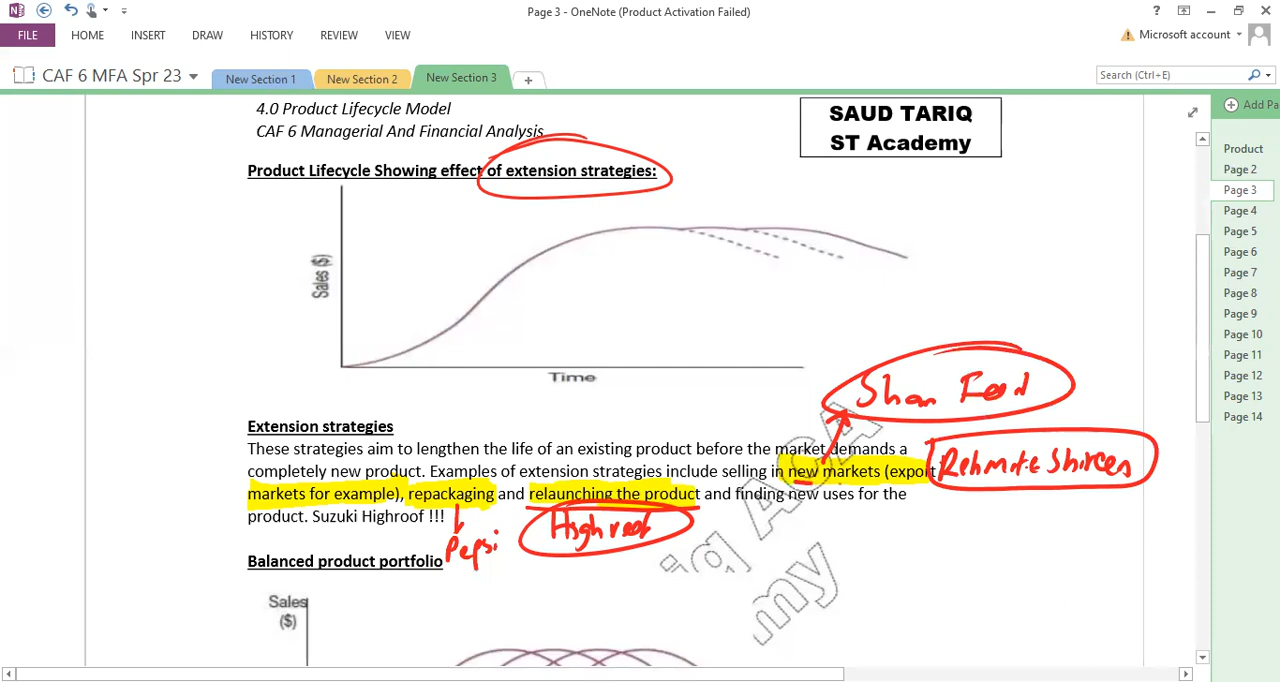 Page 3 - OneNote (Product Activation Failed)
FILE HOME INSERT DRAW HISTORY REVIEW VIEW
Microsoft account
CAF 6 MFA Spr 23
New Section 1 New Section 2 New Section 3
Search (Ctrl+E)
Add Pa
4.0 Product Lifecycle Model
CAF 6 Managerial And Financial Analysis
SAUD TARIQ
ST Academy
Product Lifecycle Showing effect of extension strategies:
Sales ($)
Time
Shan Food
Extension strategies
These strategies aim to lengthen the life of an existing product before the market demands a
completely new product. Examples of extension strategies include selling in new markets (export
markets for example), repackaging and relaunching the product and finding new uses for the
product. Suzuki Highroof !!!
Highroof
Pepsi
Balanced product portfolio
Sales
($)
Product
Page 2
Page 3
Page 4
Page 5
Page 6
Page 7
Page 8
Page 9
Page 10
Page 11
Page 12
Page 13
Page 14